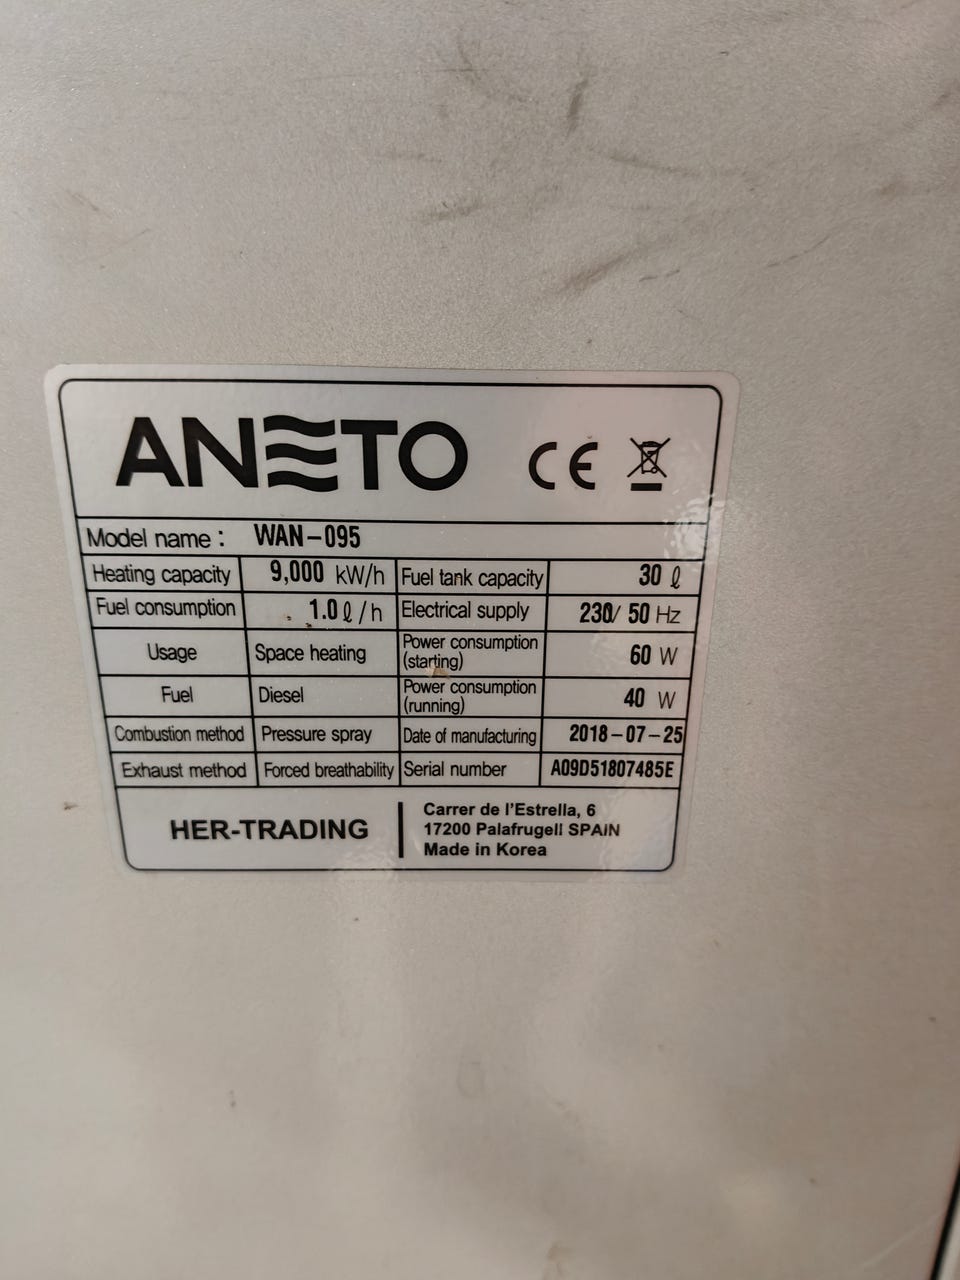 ANETO CE
Model name : WAN-095
Heating capacity 9,000 kW/h Fuel tank capacity 30 ℓ
Fuel consumption 1.0 ℓ/h Electrical supply 230/ 50 Hz
Usage Space heating Power consumption (starting) 60 W
Fuel Diesel Power consumption (running) 40 W
Combustion method Pressure spray Date of manufacturing 2018-07-25
Exhaust method Forced breathability Serial number A09D51807485E
HER-TRADING
Carrer de l'Estrella, 6
17200 Palafrugell SPAIN
Made in Korea